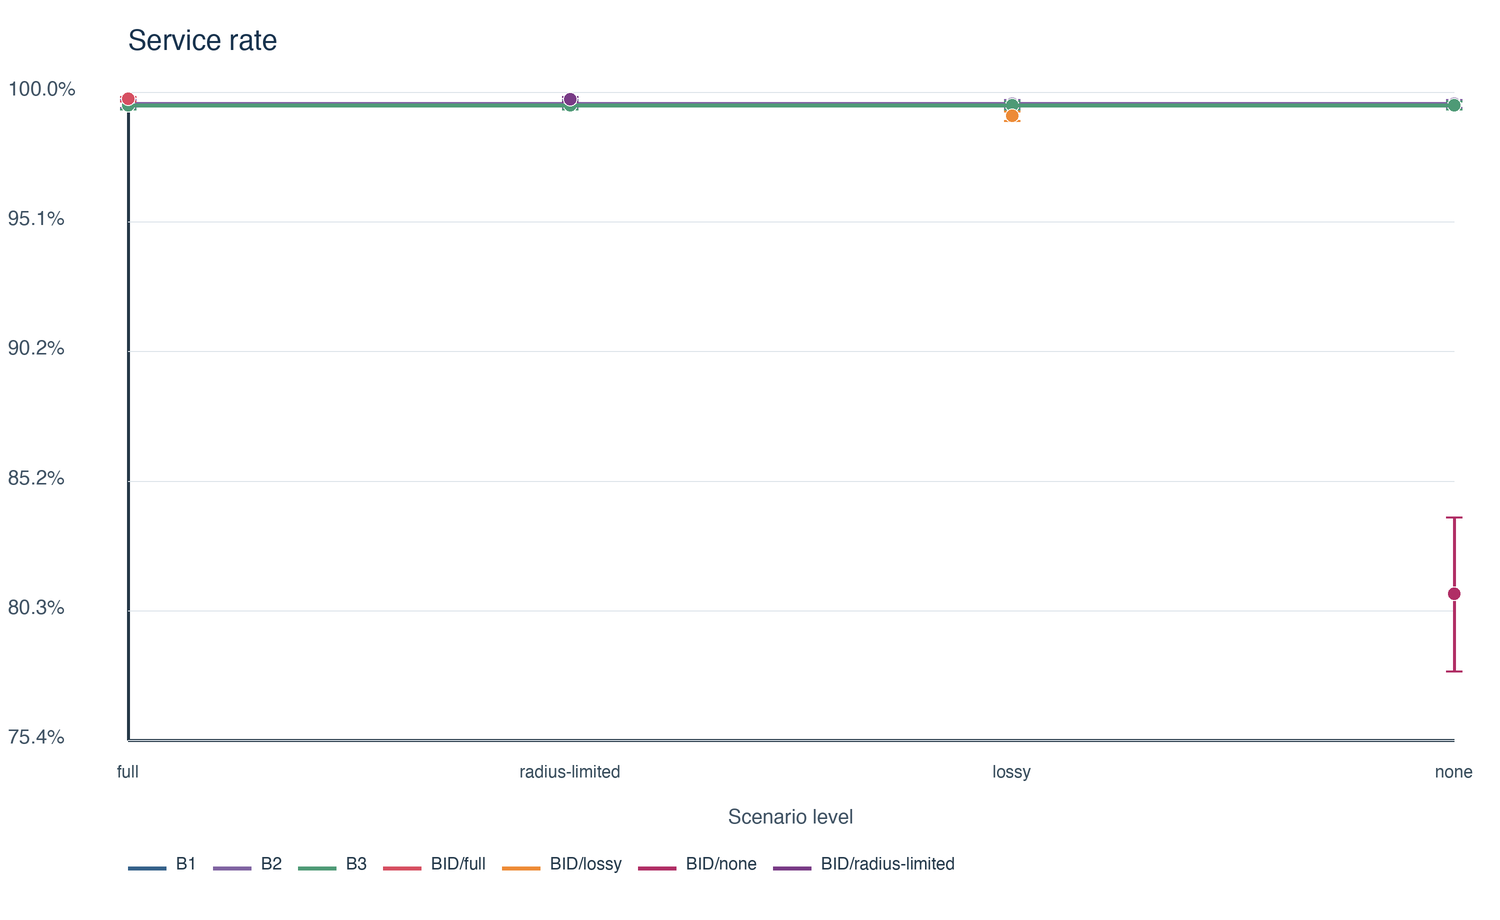 Service rate
100.0%
95.1%
90.2%
85.2%
80.3%
75.4%
full radius-limited lossy none
Scenario level
B1 B2 B3 BID/full BID/lossy BID/none BID/radius-limited